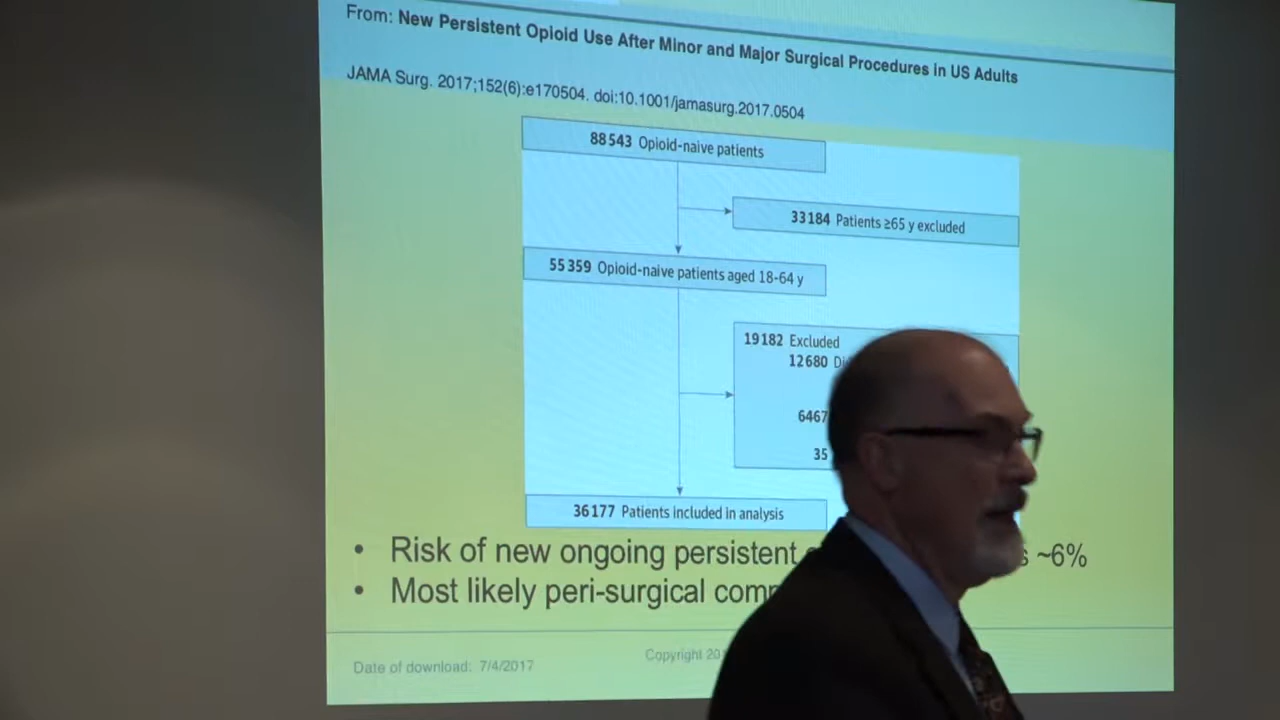 From: New Persistent Opioid Use After Minor and Major Surgical Procedures in US Adults
JAMA Surg. 2017;152(6):e170504. doi:10.1001/jamasurg.2017.0504
88543 Opioid-naive patients
33184 Patients ≥65 y excluded
55359 Opioid-naive patients aged 18-64 y
19182 Excluded
12680
6467
35
36177 Patients included in analysis
• Risk of new ongoing persistent ~6%
• Most likely peri-surgical
Date of download: 7/4/2017
Copyright